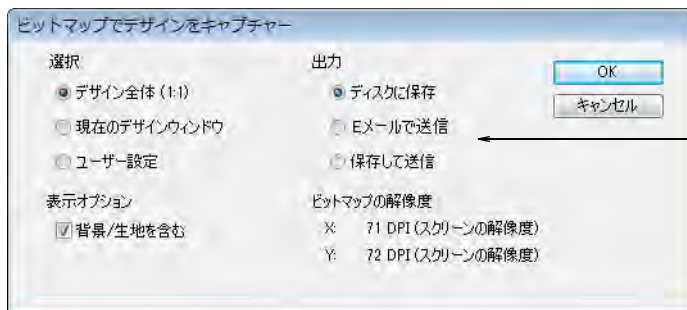 ビットマップでデザインをキャプチャー
選択
デザイン全体 (1:1)
現在のデザインウィンドウ
ユーザー設定
表示オプション
背景/生地を含む
出力
ディスクに保存
Eメールで送信
保存して送信
ビットマップの解像度
X: 71 DPI (スクリーンの解像度)
Y: 72 DPI (スクリーンの解像度)
OK
キャンセル